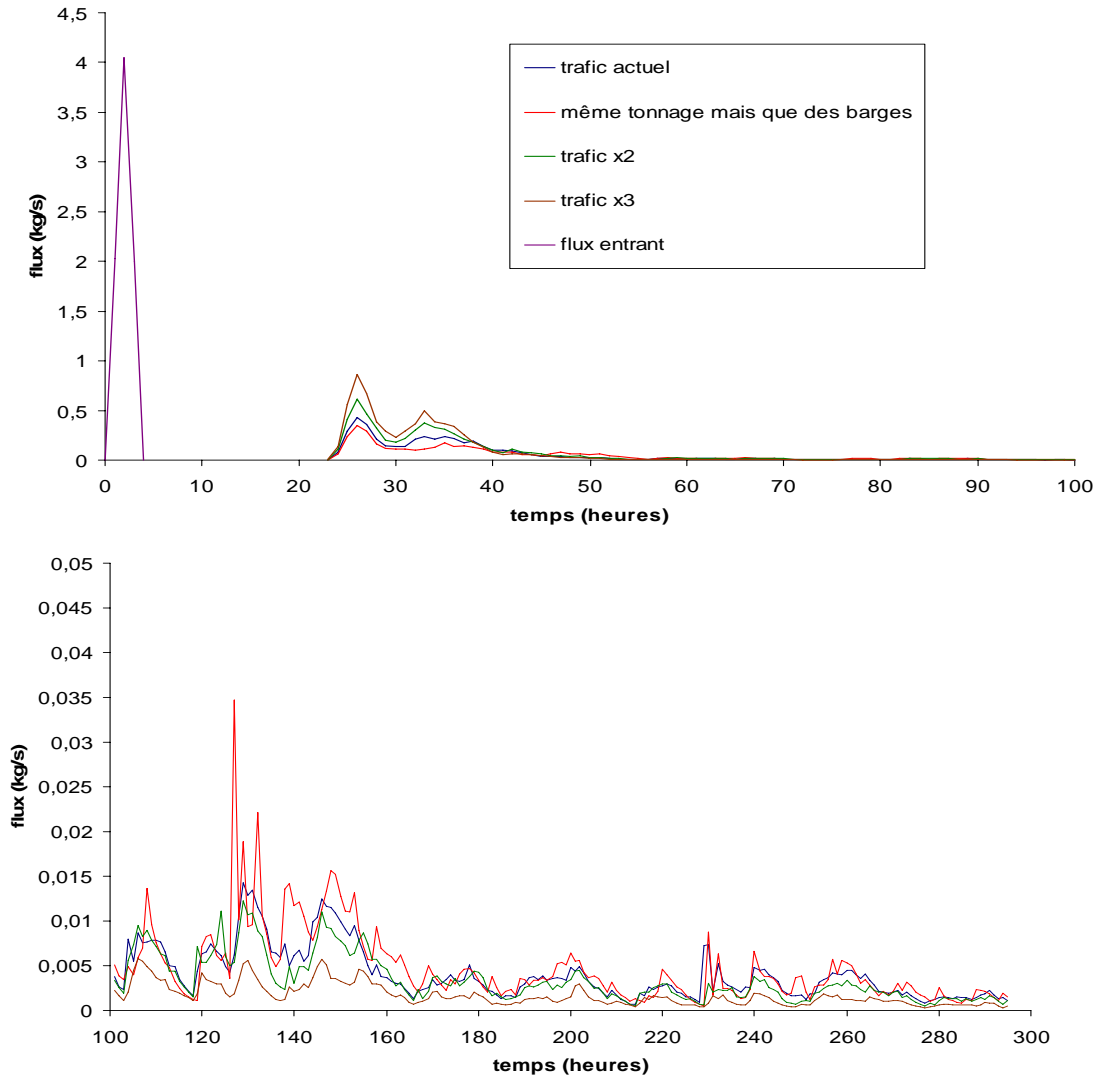 4,5
4
3,5
3
2,5
2
1,5
1
0,5
0
flux (kg/s)
trafic actuel
même tonnage mais que des barges
trafic x2
trafic x3
flux entrant
0 10 20 30 40 50 60 70 80 90 100
temps (heures)
0,05
0,045
0,04
0,035
0,03
0,025
0,02
0,015
0,01
0,005
0
flux (kg/s)
100 120 140 160 180 200 220 240 260 280 300
temps (heures)